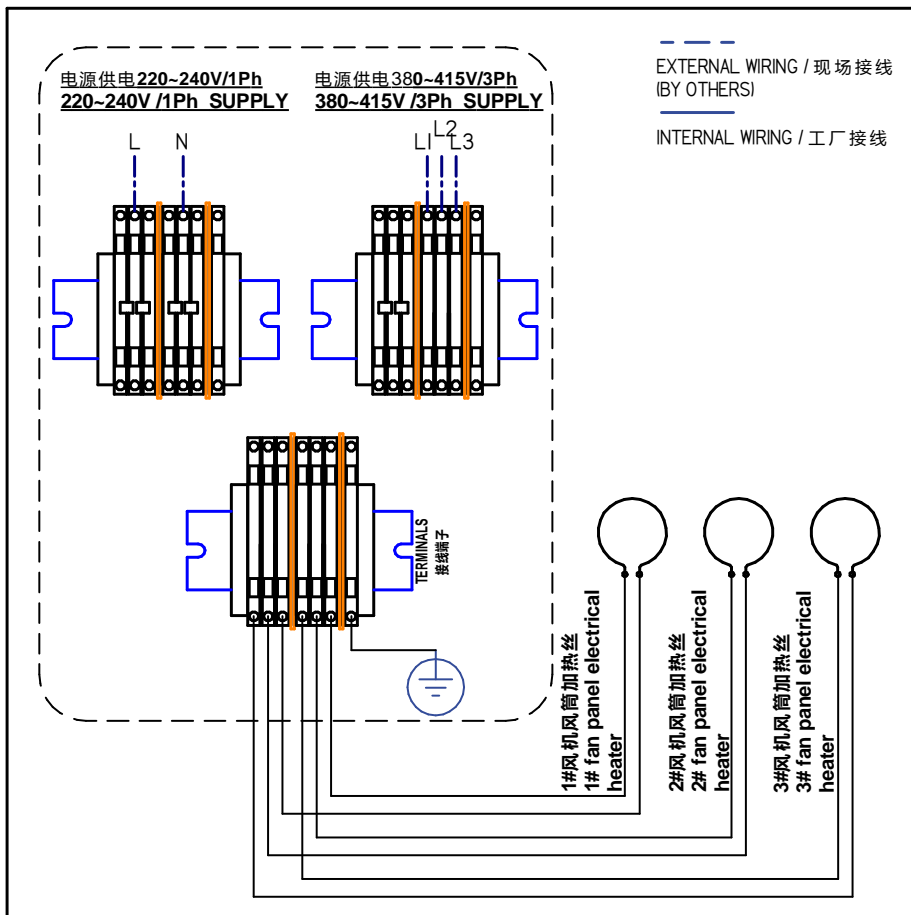 电源供电220~240V/1Ph
220~240V /1Ph SUPPLY
电源供电380~415V/3Ph
380~415V /3Ph SUPPLY
EXTERNAL WIRING / 现场接线
(BY OTHERS)
INTERNAL WIRING / 工厂接线
L
N
L1
L2
L3
TERMINALS
接线端子
1#风机风筒加热丝
1# fan panel electrical
heater
2#风机风筒加热丝
2# fan panel electrical
heater
3#风机风筒加热丝
3# fan panel electrical
heater